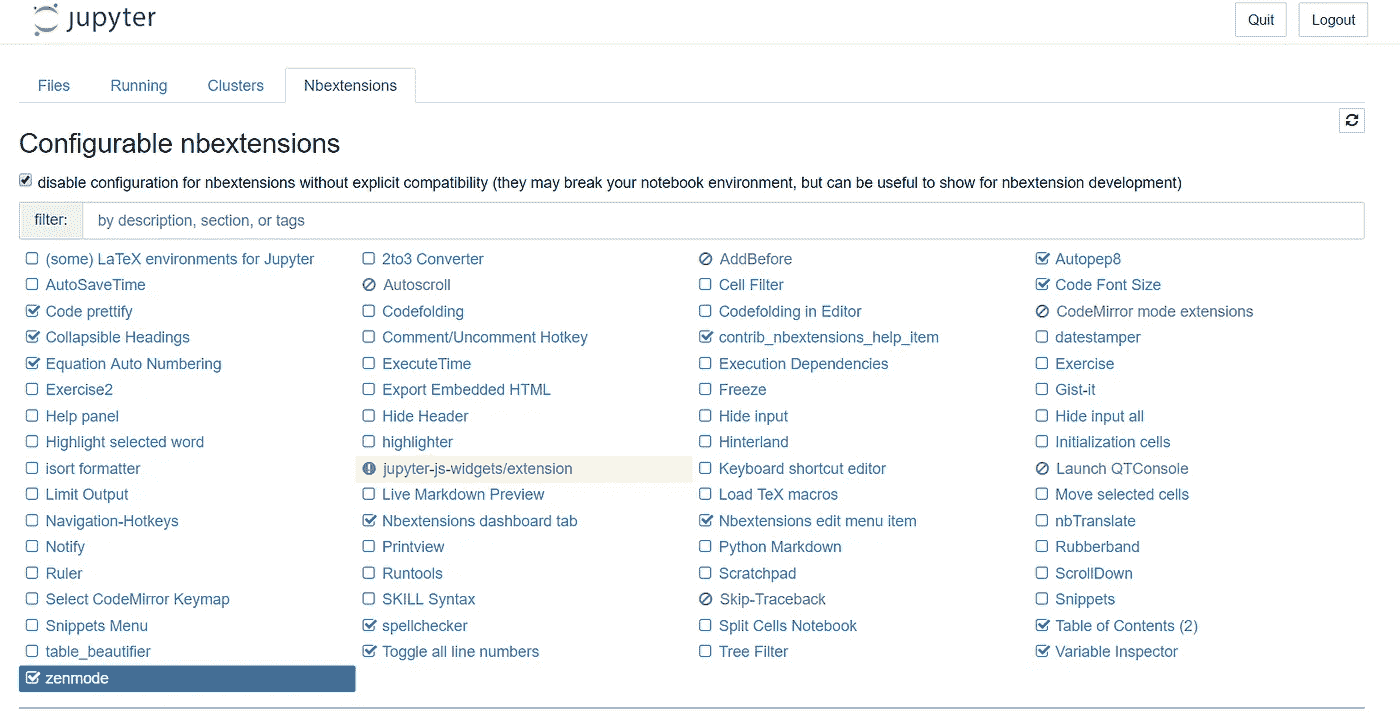 jupyter
Quit Logout
Files Running Clusters Nbextensions
Configurable nbextensions
disable configuration for nbextensions without explicit compatibility (they may break your notebook environment, but can be useful to show for nbextension development)
filter: by description, section, or tags
(some) LaTeX environments for Jupyter 2to3 Converter AddBefore Autopep8
AutoSaveTime Autoscroll Cell Filter Code Font Size
Code prettify Codefolding Codefolding in Editor CodeMirror mode extensions
Collapsible Headings Comment/Uncomment Hotkey contrib_nbextensions_help_item datestamper
Equation Auto Numbering ExecuteTime Execution Dependencies Exercise
Exercise2 Export Embedded HTML Freeze Gist-it
Help panel Hide Header Hide input Hide input all
Highlight selected word highlighter Hinterland Initialization cells
isort formatter jupyter-js-widgets/extension Keyboard shortcut editor Launch QTConsole
Limit Output Live Markdown Preview Load TeX macros Move selected cells
Navigation-Hotkeys Nbextensions dashboard tab Nbextensions edit menu item nbTranslate
Notify Printview Python Markdown Rubberband
Ruler Runtools Scratchpad ScrollDown
Select CodeMirror Keymap SKILL Syntax Skip-Traceback Snippets
Snippets Menu spellchecker Split Cells Notebook Table of Contents (2)
table_beautifier Toggle all line numbers Tree Filter Variable Inspector
zenmode